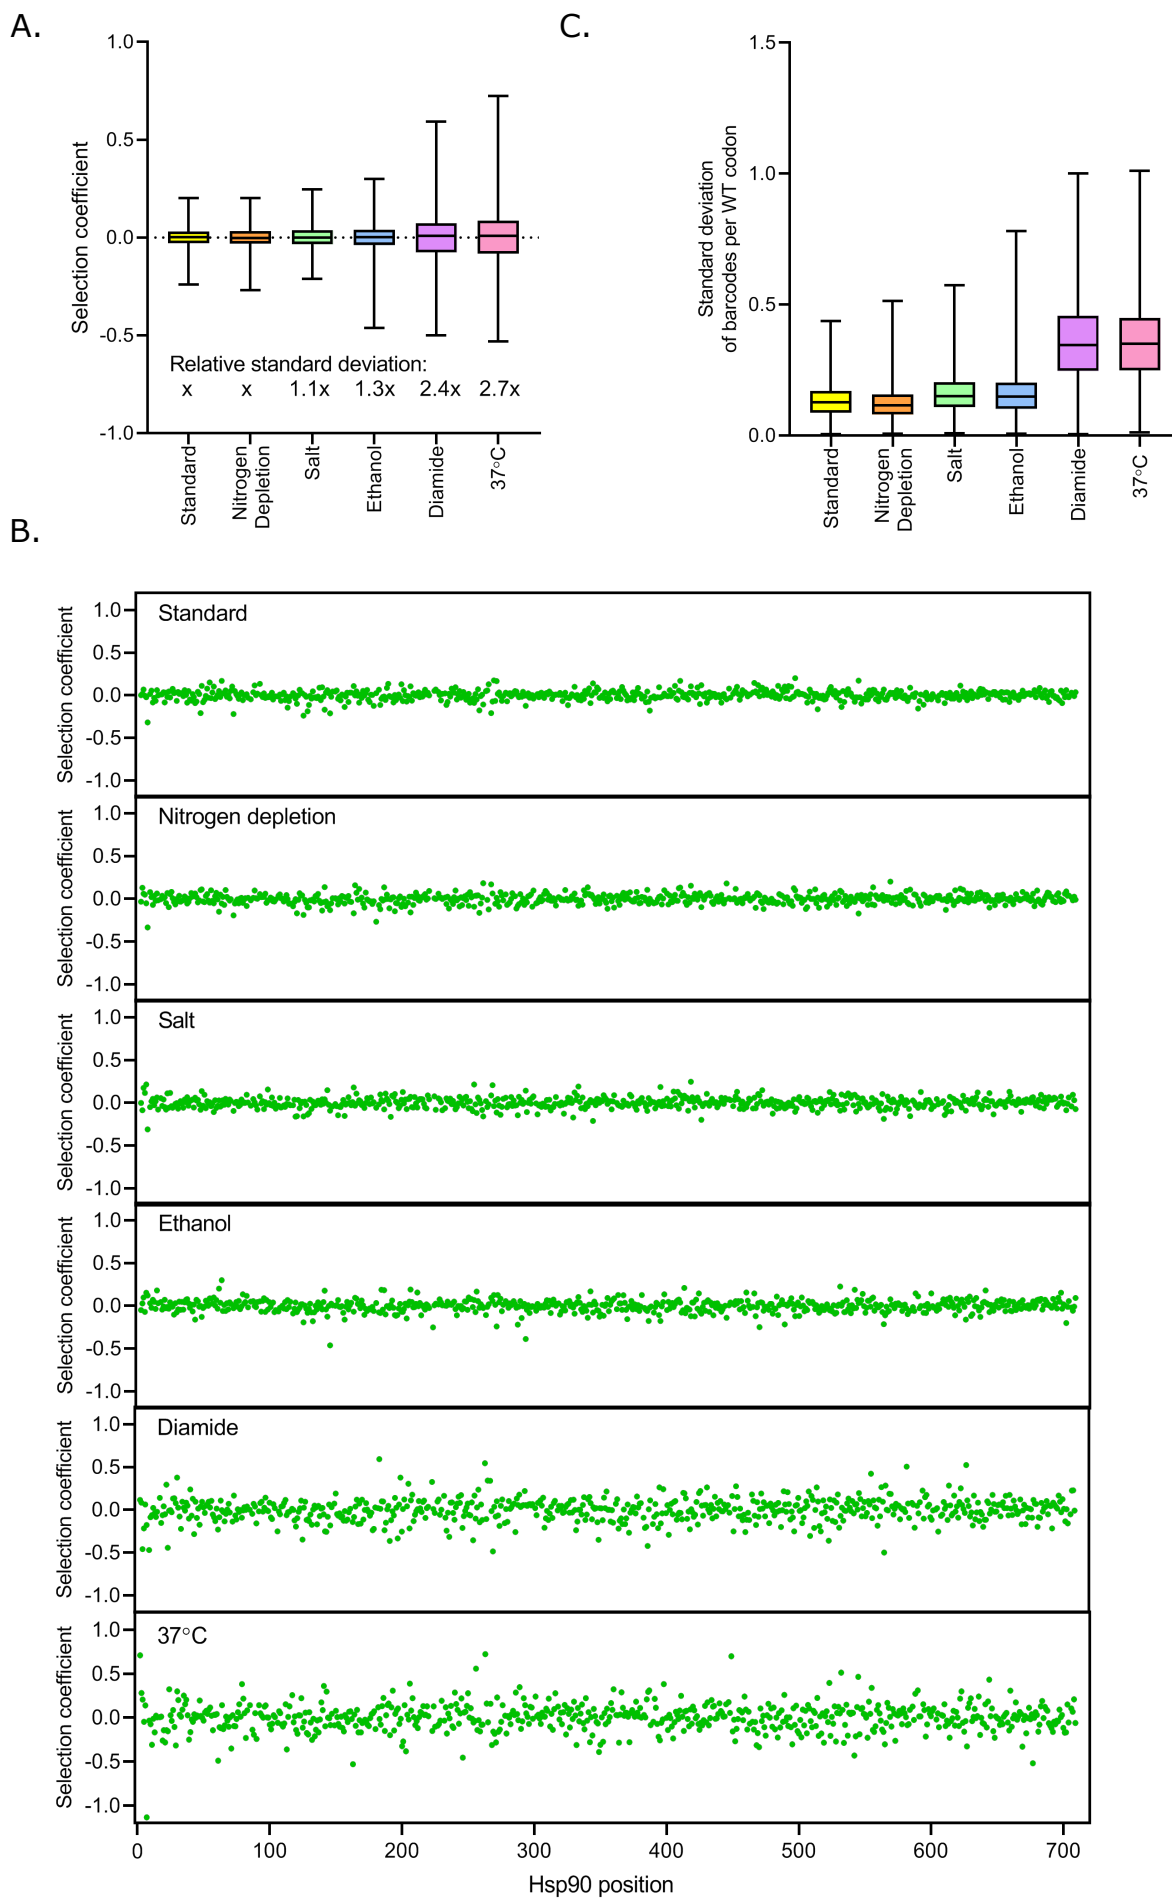 A.
1.0
0.5
0.0
-0.5
-1.0
Selection coefficient
Relative standard deviation:
x x 1.1x 1.3x 2.4x 2.7x
Standard
Nitrogen
Depletion
Salt
Ethanol
Diamide
37°C
C.
1.5
1.0
0.5
0.0
Standard deviation
of barcodes per WT codon
Standard
Nitrogen
Depletion
Salt
Ethanol
Diamide
37°C
B.
Standard
Selection coefficient
1.0
0.5
0.0
-0.5
-1.0
Nitrogen depletion
Selection coefficient
1.0
0.5
0.0
-0.5
-1.0
Salt
Selection coefficient
1.0
0.5
0.0
-0.5
-1.0
Ethanol
Selection coefficient
1.0
0.5
0.0
-0.5
-1.0
Diamide
Selection coefficient
1.0
0.5
0.0
-0.5
-1.0
37°C
Selection coefficient
1.0
0.5
0.0
-0.5
-1.0
0 100 200 300 400 500 600 700
Hsp90 position